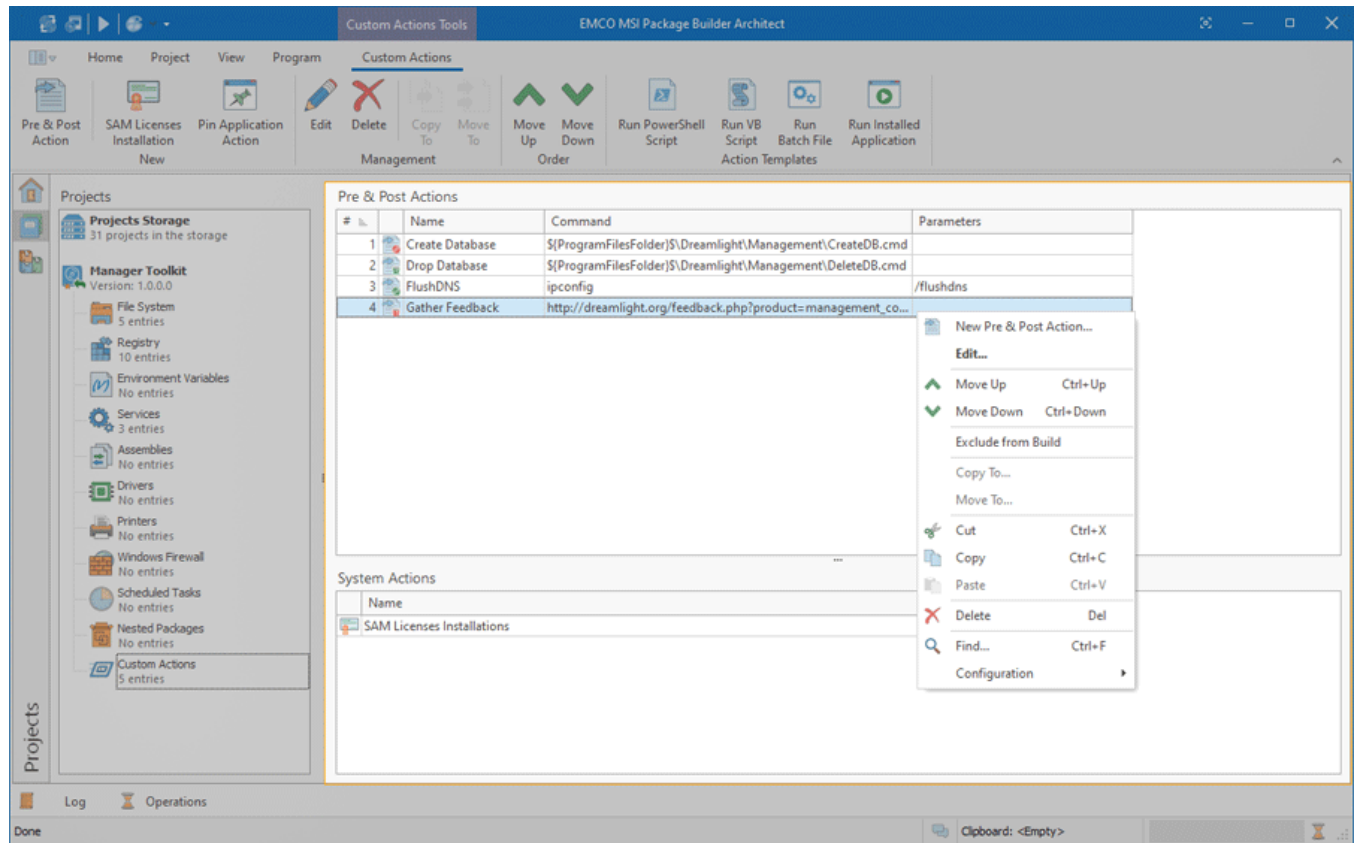 Custom Actions Tools
EMCO MSI Package Builder Architect
Home Project View Program Custom Actions
Pre & Post Action
SAM Licenses Installation
Pin Application Action
New
Edit
Delete
Copy To
Move To
Management
Move Up
Move Down
Order
Run PowerShell Script
Run VB Script
Run Batch File
Run Installed Application
Action Templates
Projects
Projects
Projects Storage
31 projects in the storage
Manager Toolkit
Version: 1.0.0.0
File System
5 entries
Registry
10 entries
Environment Variables
No entries
Services
3 entries
Assemblies
No entries
Drivers
No entries
Printers
No entries
Windows Firewall
No entries
Scheduled Tasks
No entries
Nested Packages
No entries
Custom Actions
5 entries
Pre & Post Actions
# Name Command Parameters
1 Create Database ${ProgramFilesFolder}$\Dreamlight\Management\CreateDB.cmd
2 Drop Database ${ProgramFilesFolder}$\Dreamlight\Management\DeleteDB.cmd
3 FlushDNS ipconfig /flushdns
4 Gather Feedback http://dreamlight.org/feedback.php?product=management_co...
New Pre & Post Action...
Edit...
Move Up Ctrl+Up
Move Down Ctrl+Down
Exclude from Build
Copy To...
Move To...
Cut Ctrl+X
Copy Ctrl+C
Paste Ctrl+V
Delete Del
Find... Ctrl+F
Configuration
System Actions
Name
SAM Licenses Installations
Log Operations
Done
Clipboard: <Empty>